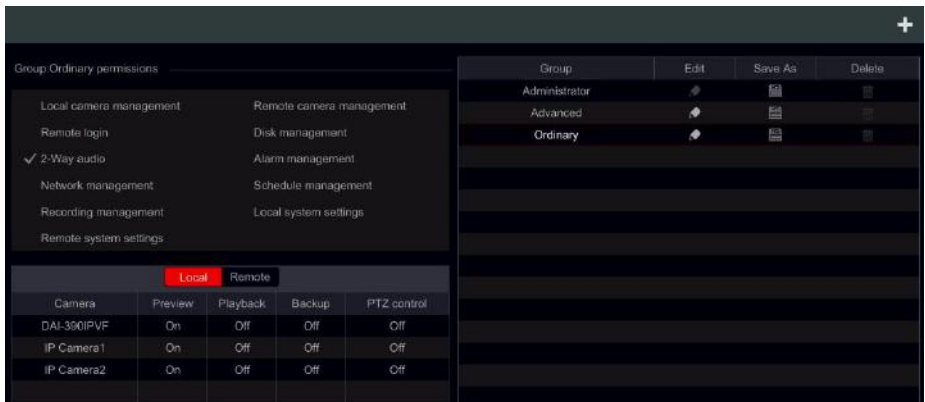 +
Group Ordinary permissions
Local camera management Remote camera management
Remote login Disk management
2-Way audio Alarm management
Network management Schedule management
Recording management Local system settings
Remote system settings
Local Remote
Camera Preview Playback Backup PTZ control
DAI-390IPVF On Off Off Off
IP Camera1 On Off Off Off
IP Camera2 On Off Off Off
Group Edit Save As Delete
Administrator
Advanced
Ordinary